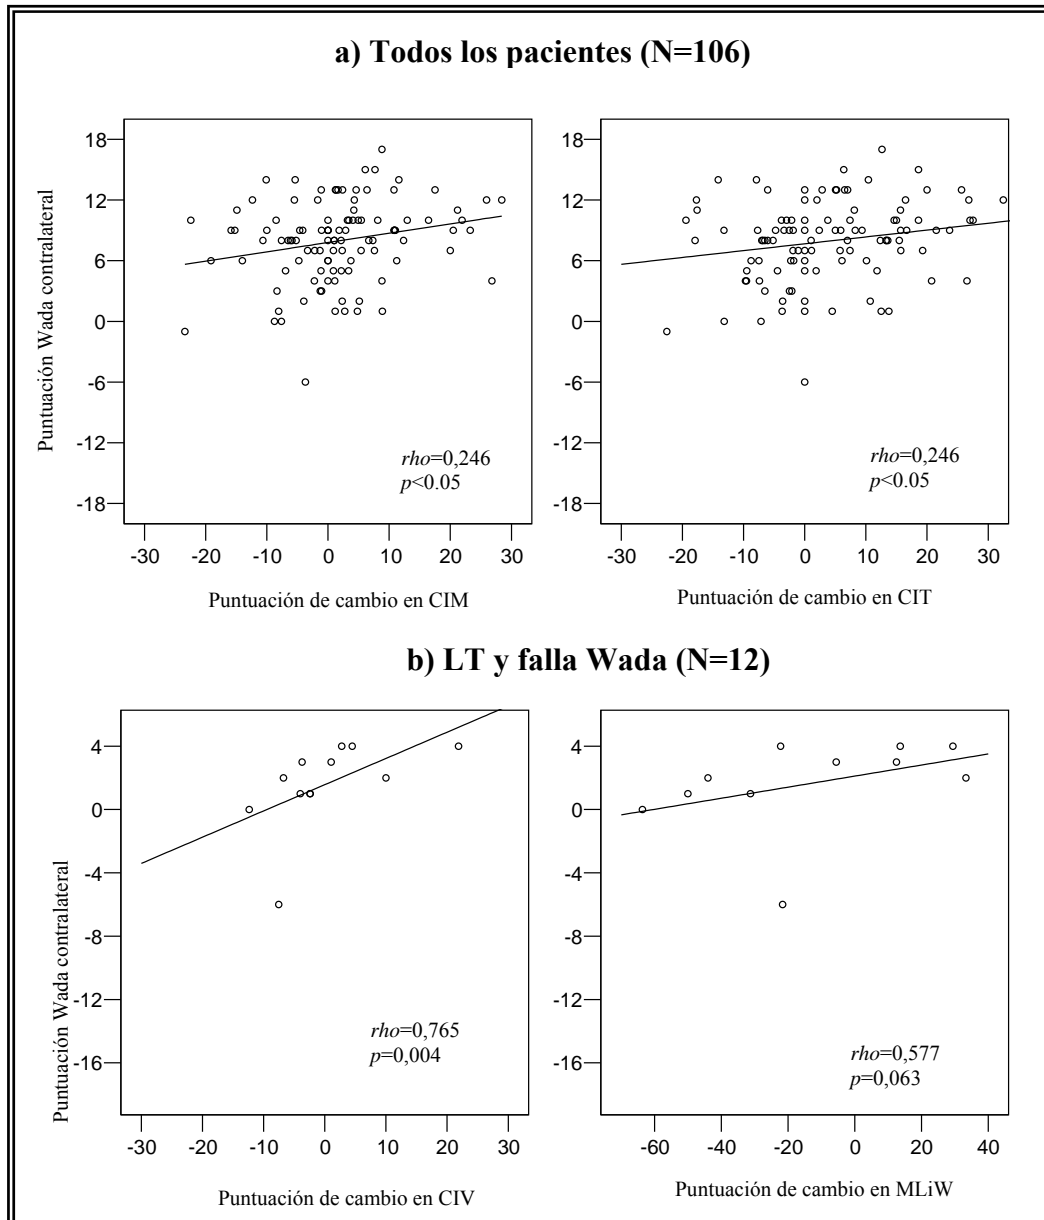 a) Todos los pacientes (N=106)
Puntuación Wada contralateral
18
12
6
0
-6
-12
-18
rho=0,246
p<0.05
-30 -20 -10 0 10 20 30
Puntuación de cambio en CIM
18
12
6
0
-6
-12
-18
rho=0,246
p<0.05
-30 -20 -10 0 10 20 30
Puntuación de cambio en CIT
b) LT y falla Wada (N=12)
Puntuación Wada contralateral
4
0
-4
-8
-12
-16
rho=0,765
p=0,004
-30 -20 -10 0 10 20 30
Puntuación de cambio en CIV
4
0
-4
-8
-12
-16
rho=0,577
p=0,063
-60 -40 -20 0 20 40
Puntuación de cambio en MLiW